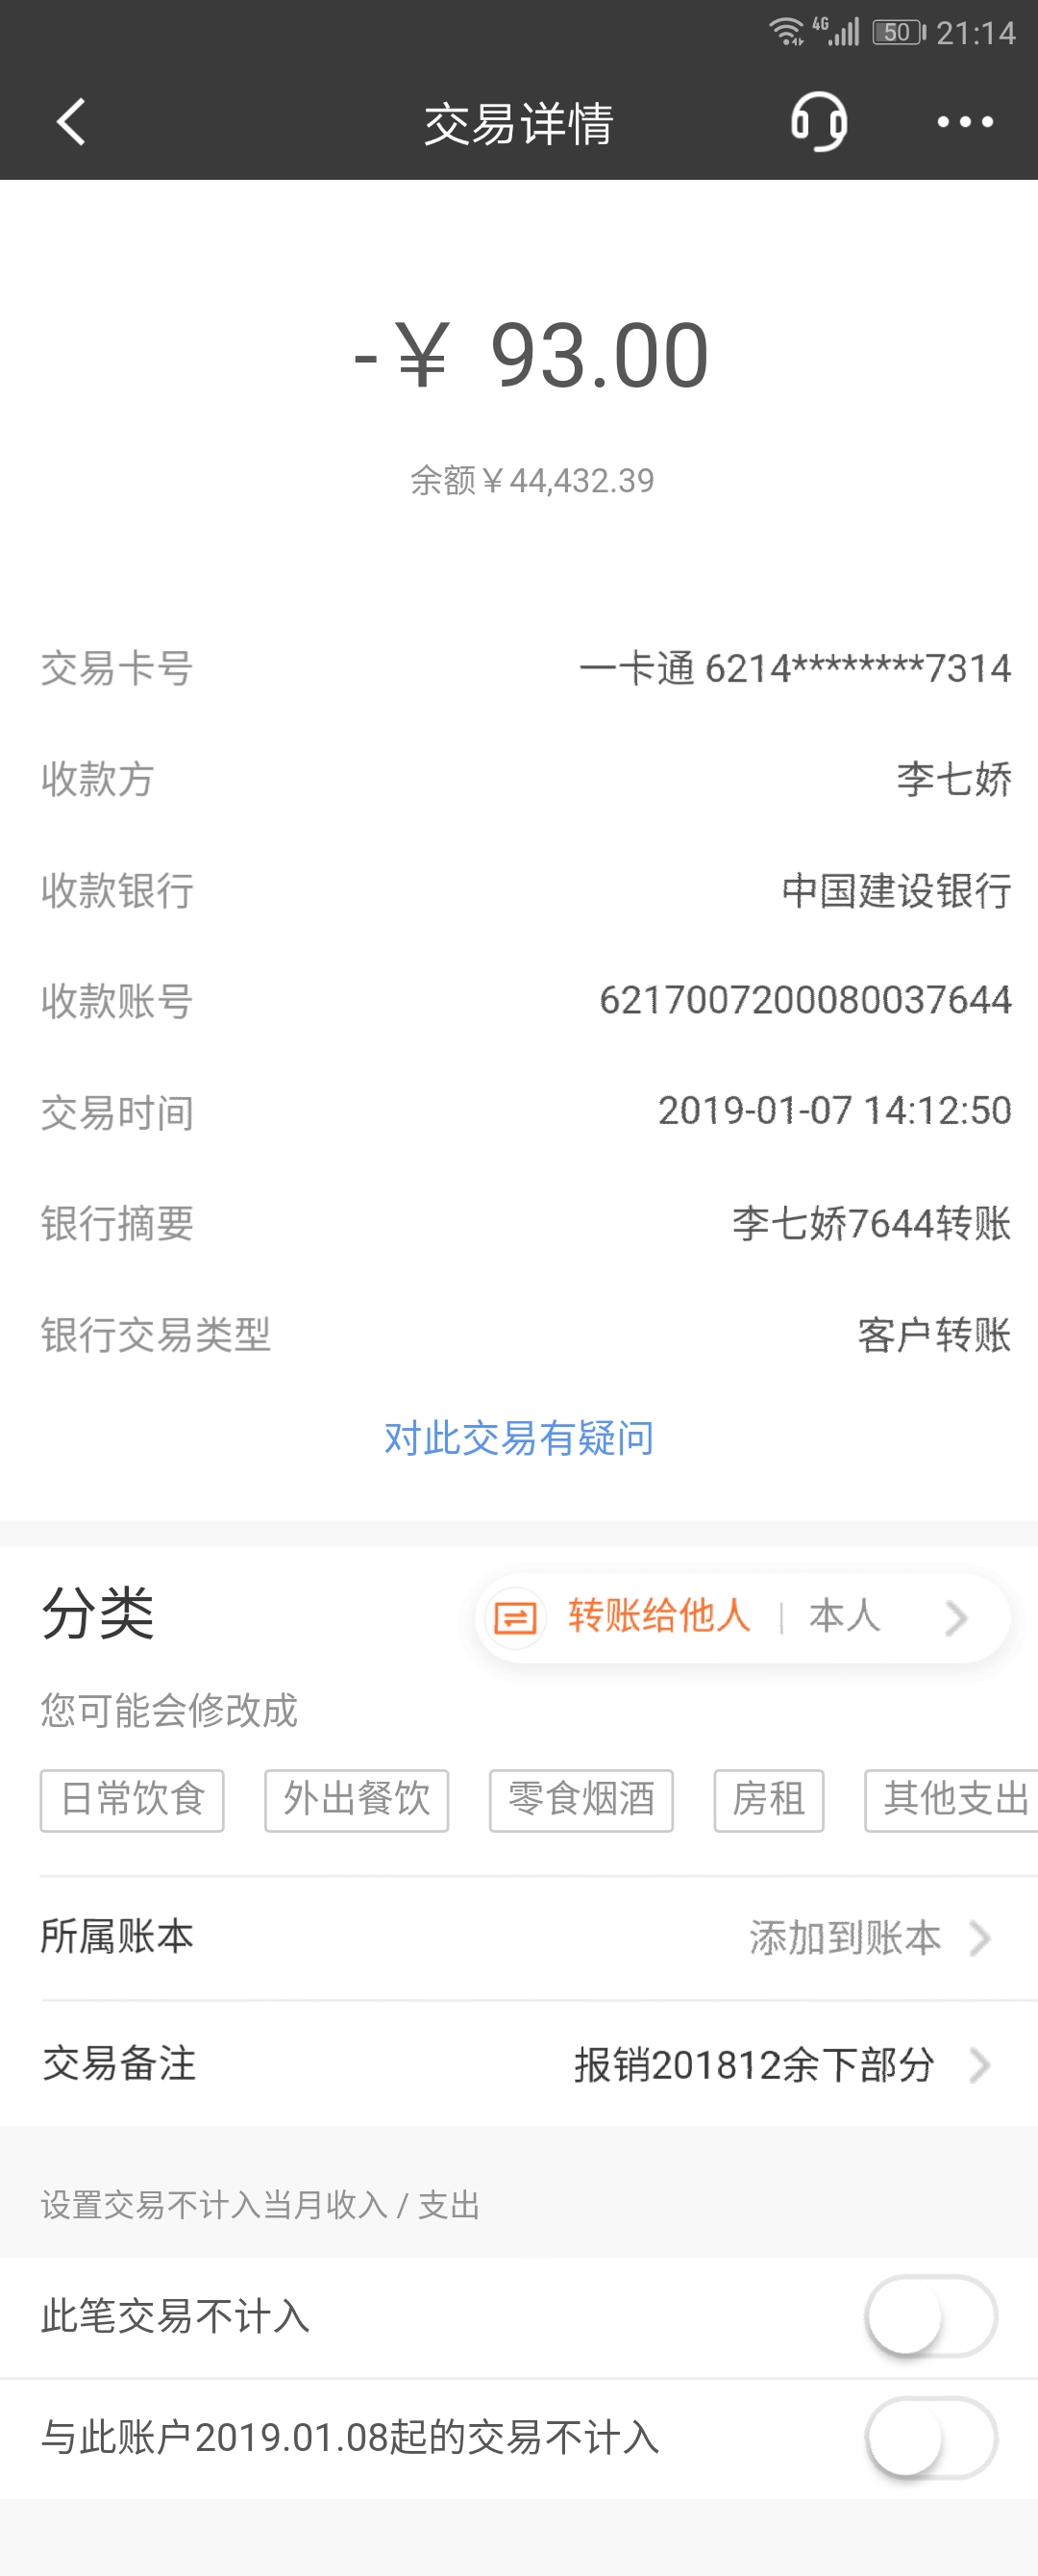 4G 50 21:14
交易详情
-￥ 93.00
余额￥44,432.39
交易卡号 一卡通 6214********7314
收款方 李七娇
收款银行 中国建设银行
收款账号 6217007200080037644
交易时间 2019-01-07 14:12:50
银行摘要 李七娇7644转账
银行交易类型 客户转账
对此交易有疑问
分类 转账给他人 | 本人
您可能会修改成
日常饮食 外出餐饮 零食烟酒 房租 其他支出
所属账本 添加到账本
交易备注 报销201812余下部分
设置交易不计入当月收入 / 支出
此笔交易不计入
与此账户2019.01.08起的交易不计入